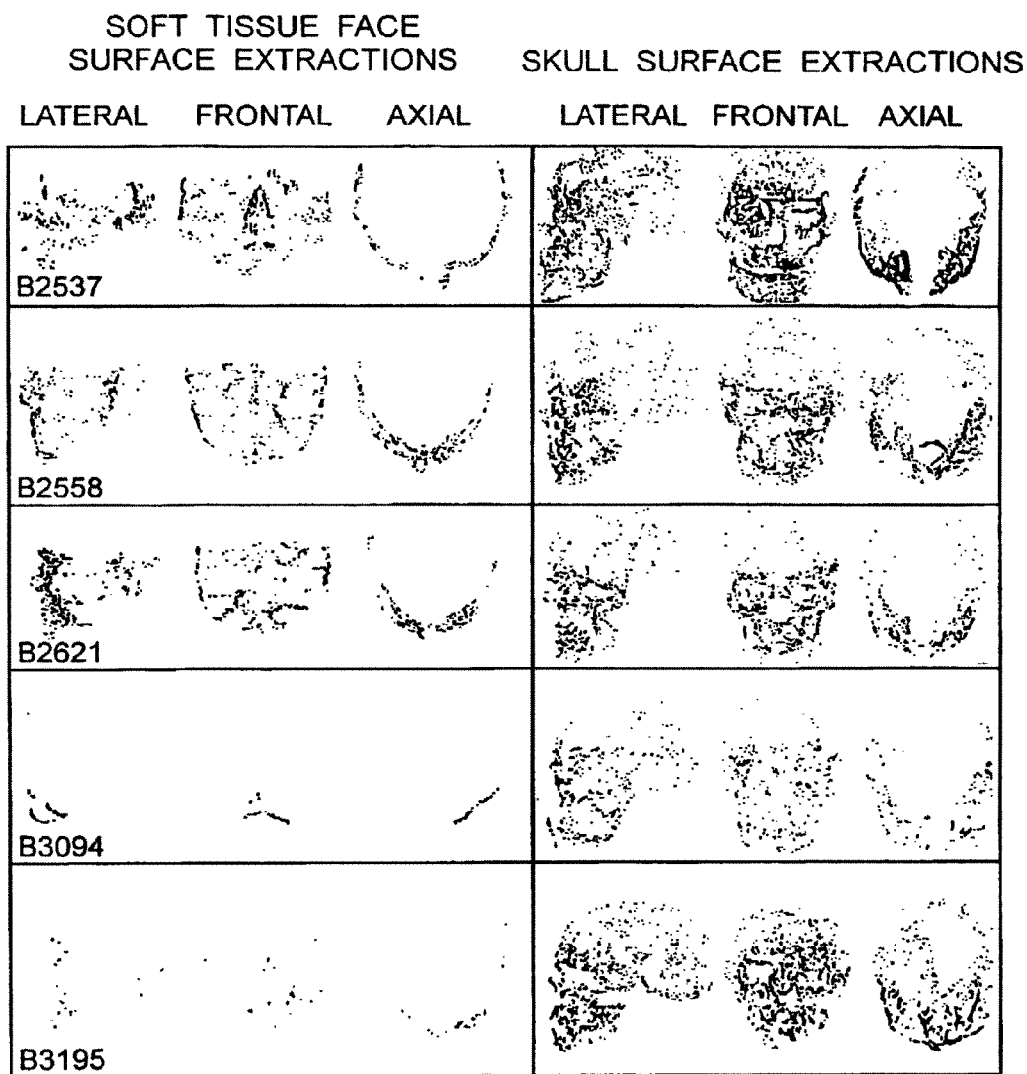 SOFT TISSUE FACE
SURFACE EXTRACTIONS
SKULL SURFACE EXTRACTIONS
LATERAL FRONTAL AXIAL
LATERAL FRONTAL AXIAL
B2537
B2558
B2621
B3094
B3195